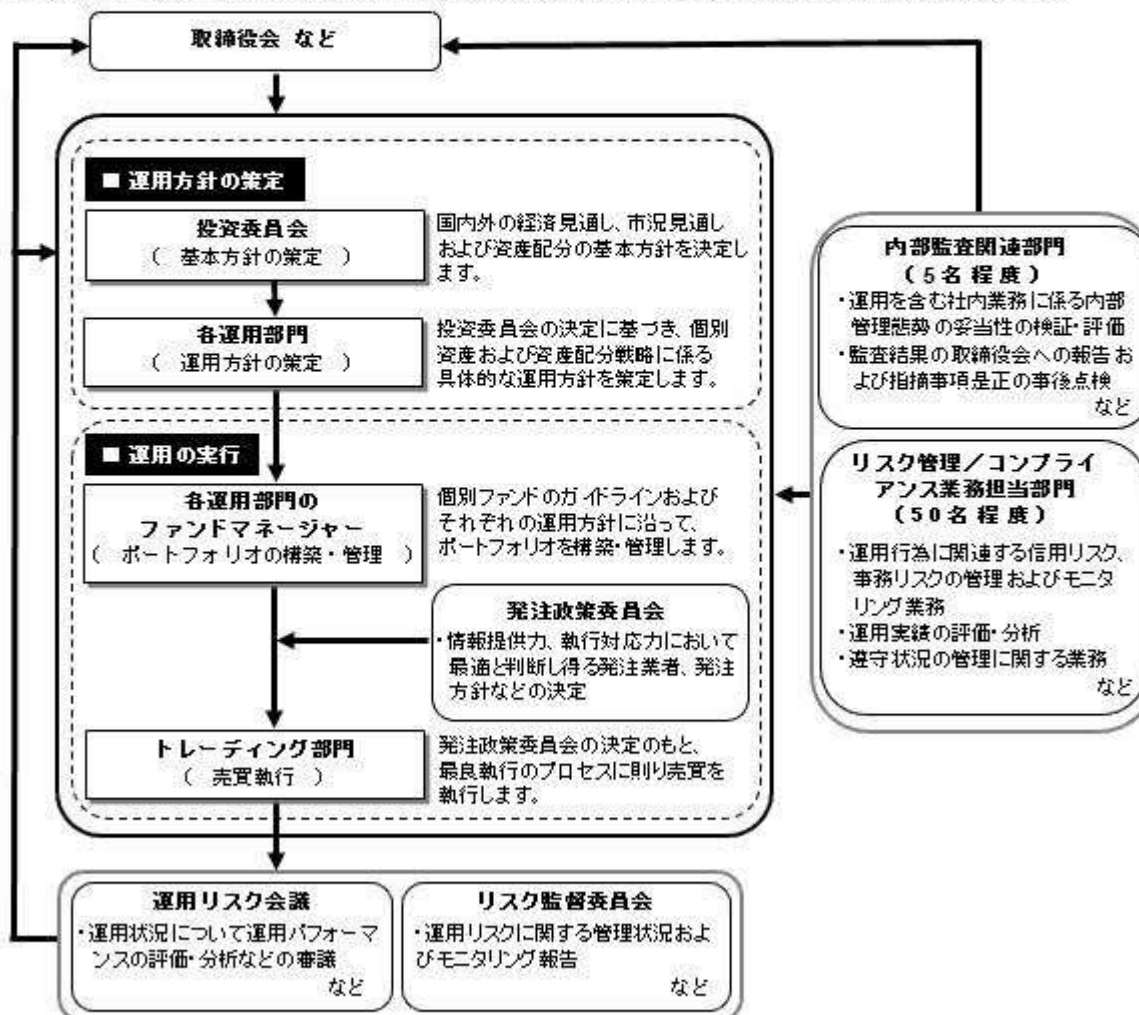 取締役会 など
■ 運用方針の策定
投資委員会
( 基本方針の策定 )
国内外の経済見通し、市況見通し
および資産配分の基本方針を決定し
ます。
各運用部門
( 運用方針の策定 )
投資委員会の決定に基づき、個別
資産および資産配分戦略に係る
具体的な運用方針を策定します。
■ 運用の実行
各運用部門の
ファンドマネージャー
( ポートフォリオの構築・管理 )
個別ファンドのガイドラインおよび
それぞれの運用方針に沿って、
ポートフォリオを構築・管理します。
発注政策委員会
・情報提供力、執行対応力において
最適と判断し得る発注業者、発注
方針などの決定
トレーディング部門
( 売買執行 )
発注政策委員会の決定のもと、
最良執行のプロセスに則り売買を
執行します。
運用リスク会議
・運用状況について運用パフォーマ
ンスの評価・分析などの審議
など
リスク監督委員会
・運用リスクに関する管理状況およ
びモニタリング報告
など
内部監査関連部門
(5名程度)
・運用を含む社内業務に係る内部
管理態勢の妥当性の検証・評価
・監査結果の取締役会への報告お
よび指摘事項是正の事後点検
など
リスク管理/コンプライ
アンス業務担当部門
(50名程度)
・運用行為に関連する信用リスク、
事務リスクの管理およびモニタ
リング業務
・運用実績の評価・分析
・遵守状況の管理に関する業務
など